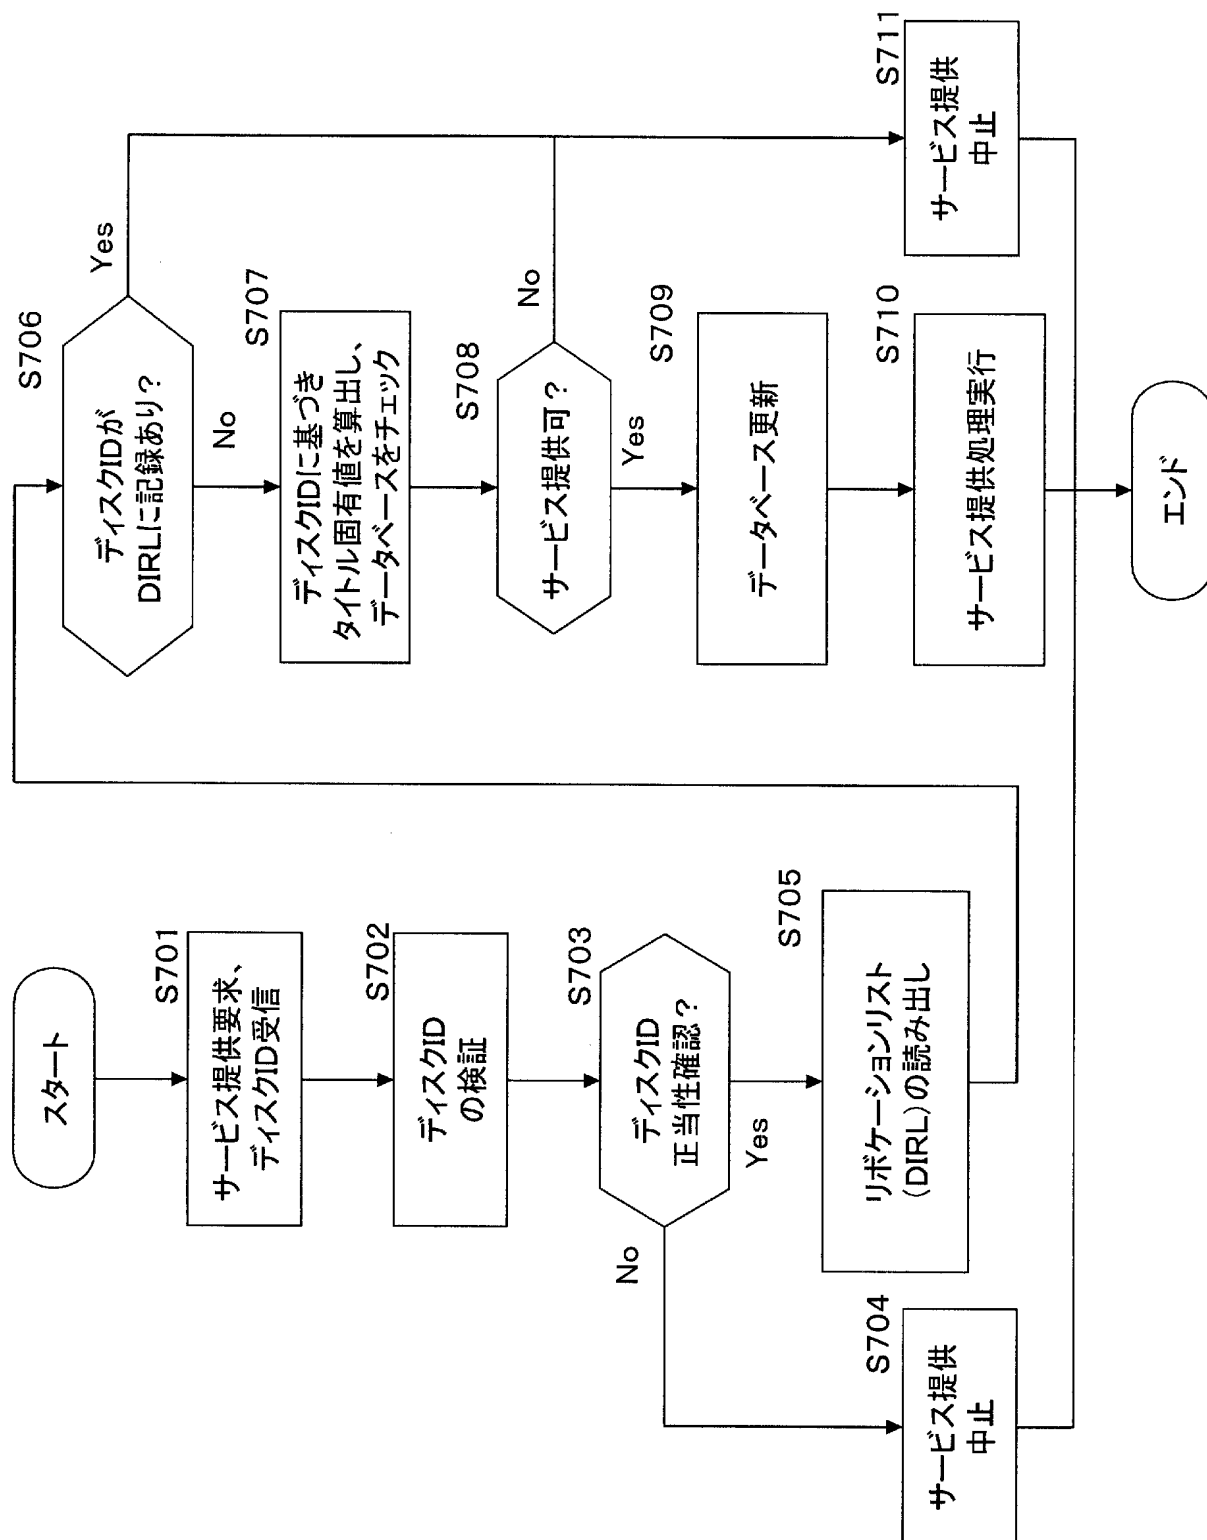 スタート
S701
サービス提供要求、
ディスクID受信
S702
ディスクID
の検証
S703
ディスクID
正当性確認？
No
Yes
S704
サービス提供
中止
S705
リボケーションリスト
(DIRL)の読み出し
S706
ディスクIDが
DIRLに記録あり？
Yes
No
S707
ディスクIDに基づき
タイトル固有値を算出し、
データベースをチェック
S708
サービス提供可？
No
Yes
S709
データベース更新
S710
サービス提供処理実行
S711
サービス提供
中止
エンド